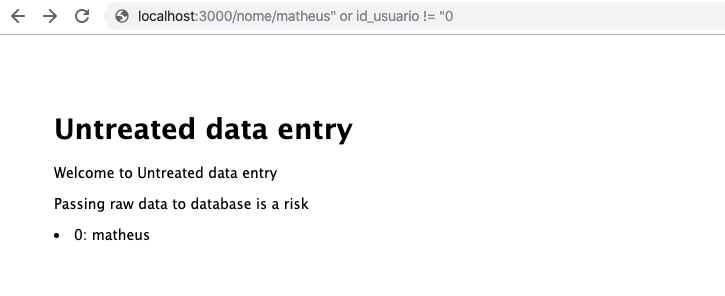 localhost:3000/nome/matheus" or id_usuario != "0
Untreated data entry
Welcome to Untreated data entry
Passing raw data to database is a risk
• 0: matheus